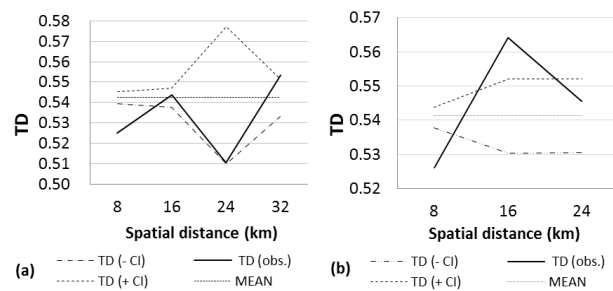 0.58
0.57
0.56
0.55
0.54
0.53
0.52
0.51
0.50
TD
8 16 24 32
Spatial distance (km)
TD (- CI) TD (obs.)
TD (+ CI) MEAN
(a)
0.57
0.56
0.55
0.54
0.53
0.52
TD
8 16 24
Spatial distance (km)
TD (- CI) TD (obs.)
TD (+ CI) MEAN
(b)